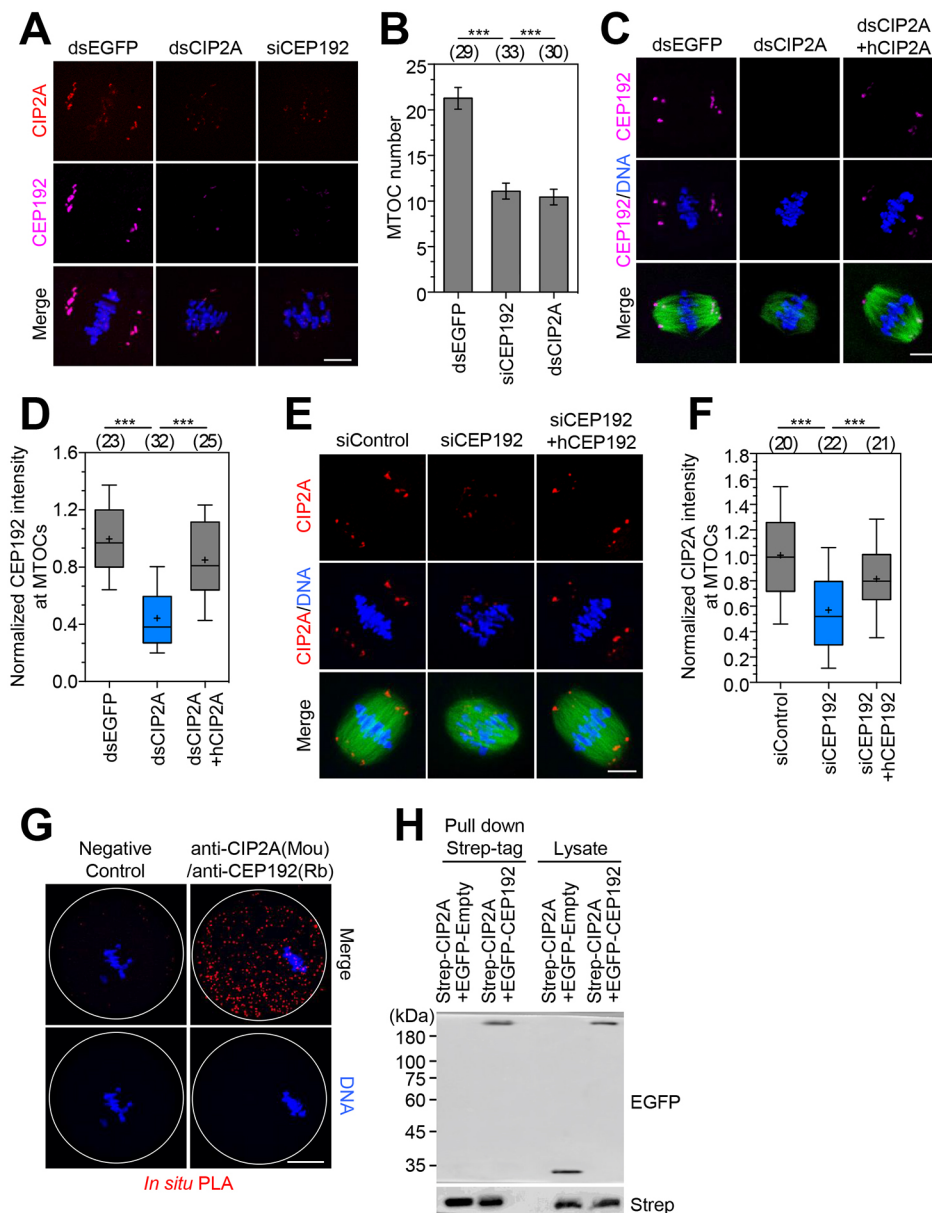 A
dsEGFP dsCIP2A siCEP192
CIP2A
CEP192
Merge
B
*** ***
(29) (33) (30)
MTOC number
25
20
15
10
5
0
dsEGFP
siCEP192
dsCIP2A
C
dsEGFP dsCIP2A dsCIP2A
+hCIP2A
CEP192
CEP192/DNA
Merge
D
*** ***
(23) (32) (25)
Normalized CEP192 intensity
at MTOCs
1.6
1.2
0.8
0.4
0.0
dsEGFP
dsCIP2A
dsCIP2A
+hCIP2A
E
siControl siCEP192 siCEP192
+hCEP192
CIP2A
CIP2A/DNA
Merge
F
*** ***
(20) (22) (21)
Normalized CIP2A intensity
at MTOCs
1.8
1.6
1.4
1.2
1.0
0.8
0.6
0.4
0.2
0.0
siControl
siCEP192
siCEP192
+hCEP192
G
Negative
Control
anti-CIP2A(Mou)
/anti-CEP192(Rb)
Merge
DNA
In situ PLA
H
Pull down
Strep-tag
Lysate
Strep-CIP2A
+EGFP-Empty
Strep-CIP2A
+EGFP-CEP192
Strep-CIP2A
+EGFP-Empty
Strep-CIP2A
+EGFP-CEP192
(kDa)
180
100
75
60
45
35
EGFP
Strep